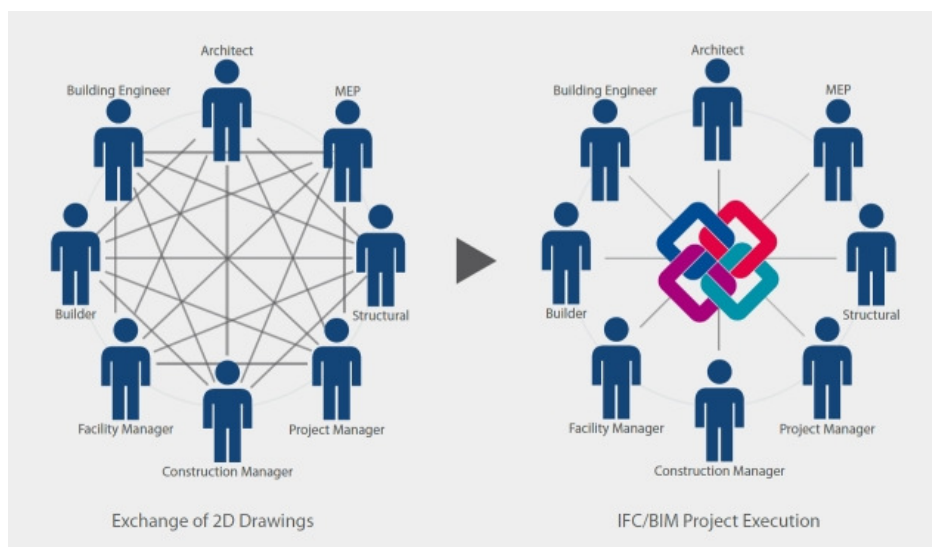 Architect
Building Engineer
MEP
Builder
Structural
Facility Manager
Project Manager
Construction Manager
Exchange of 2D Drawings
Architect
Building Engineer
MEP
Builder
Structural
Facility Manager
Project Manager
Construction Manager
IFC/BIM Project Execution